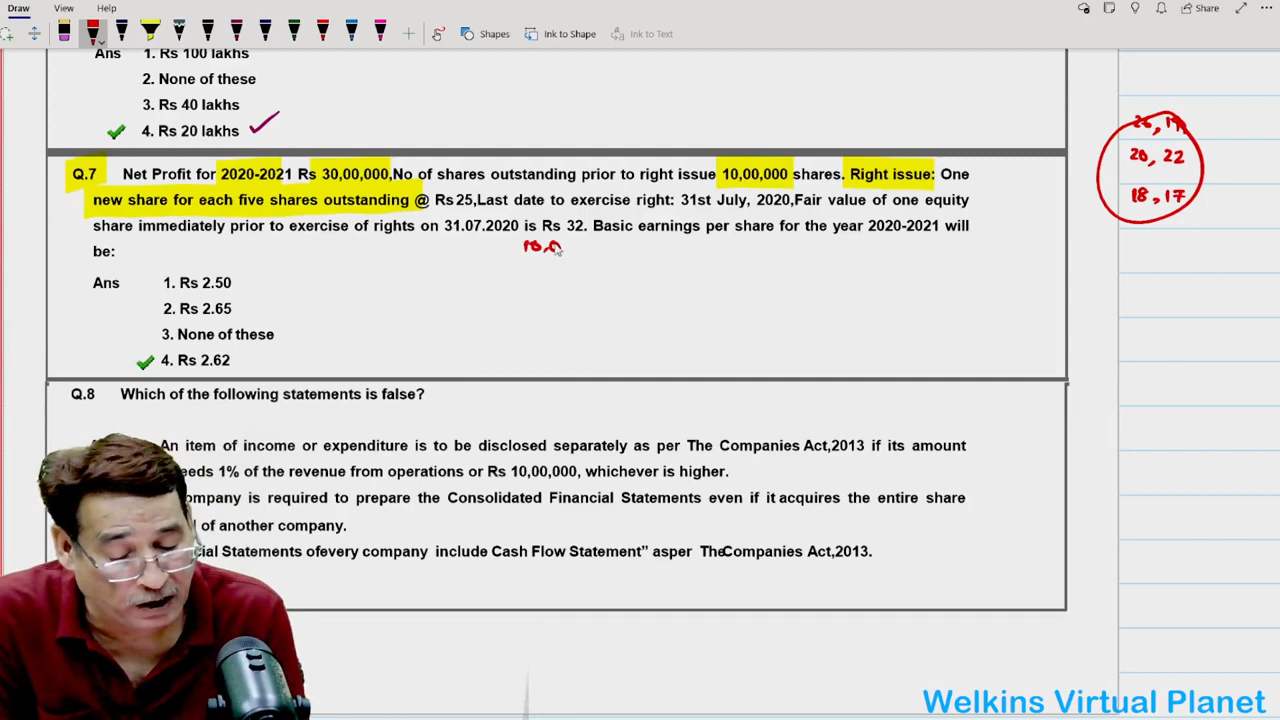 Draw View Help
Share
Shapes Ink to Shape Ink to Text
Ans 1. Rs 100 lakhs
2. None of these
3. Rs 40 lakhs
4. Rs 20 lakhs
20, 22
18, 17
Q.7 Net Profit for 2020-2021 Rs 30,00,000,No of shares outstanding prior to right issue 10,00,000 shares. Right issue: One
new share for each five shares outstanding @ Rs 25,Last date to exercise right: 31st July, 2020,Fair value of one equity
share immediately prior to exercise of rights on 31.07.2020 is Rs 32. Basic earnings per share for the year 2020-2021 will
be:
Ans 1. Rs 2.50
2. Rs 2.65
3. None of these
4. Rs 2.62
Q.8 Which of the following statements is false?
An item of income or expenditure is to be disclosed separately as per The Companies Act,2013 if its amount
eeds 1% of the revenue from operations or Rs 10,00,000, whichever is higher.
ompany is required to prepare the Consolidated Financial Statements even if it acquires the entire share
l of another company.
cial Statements ofevery company include Cash Flow Statement" asper TheCompanies Act,2013.
Welkins Virtual Planet